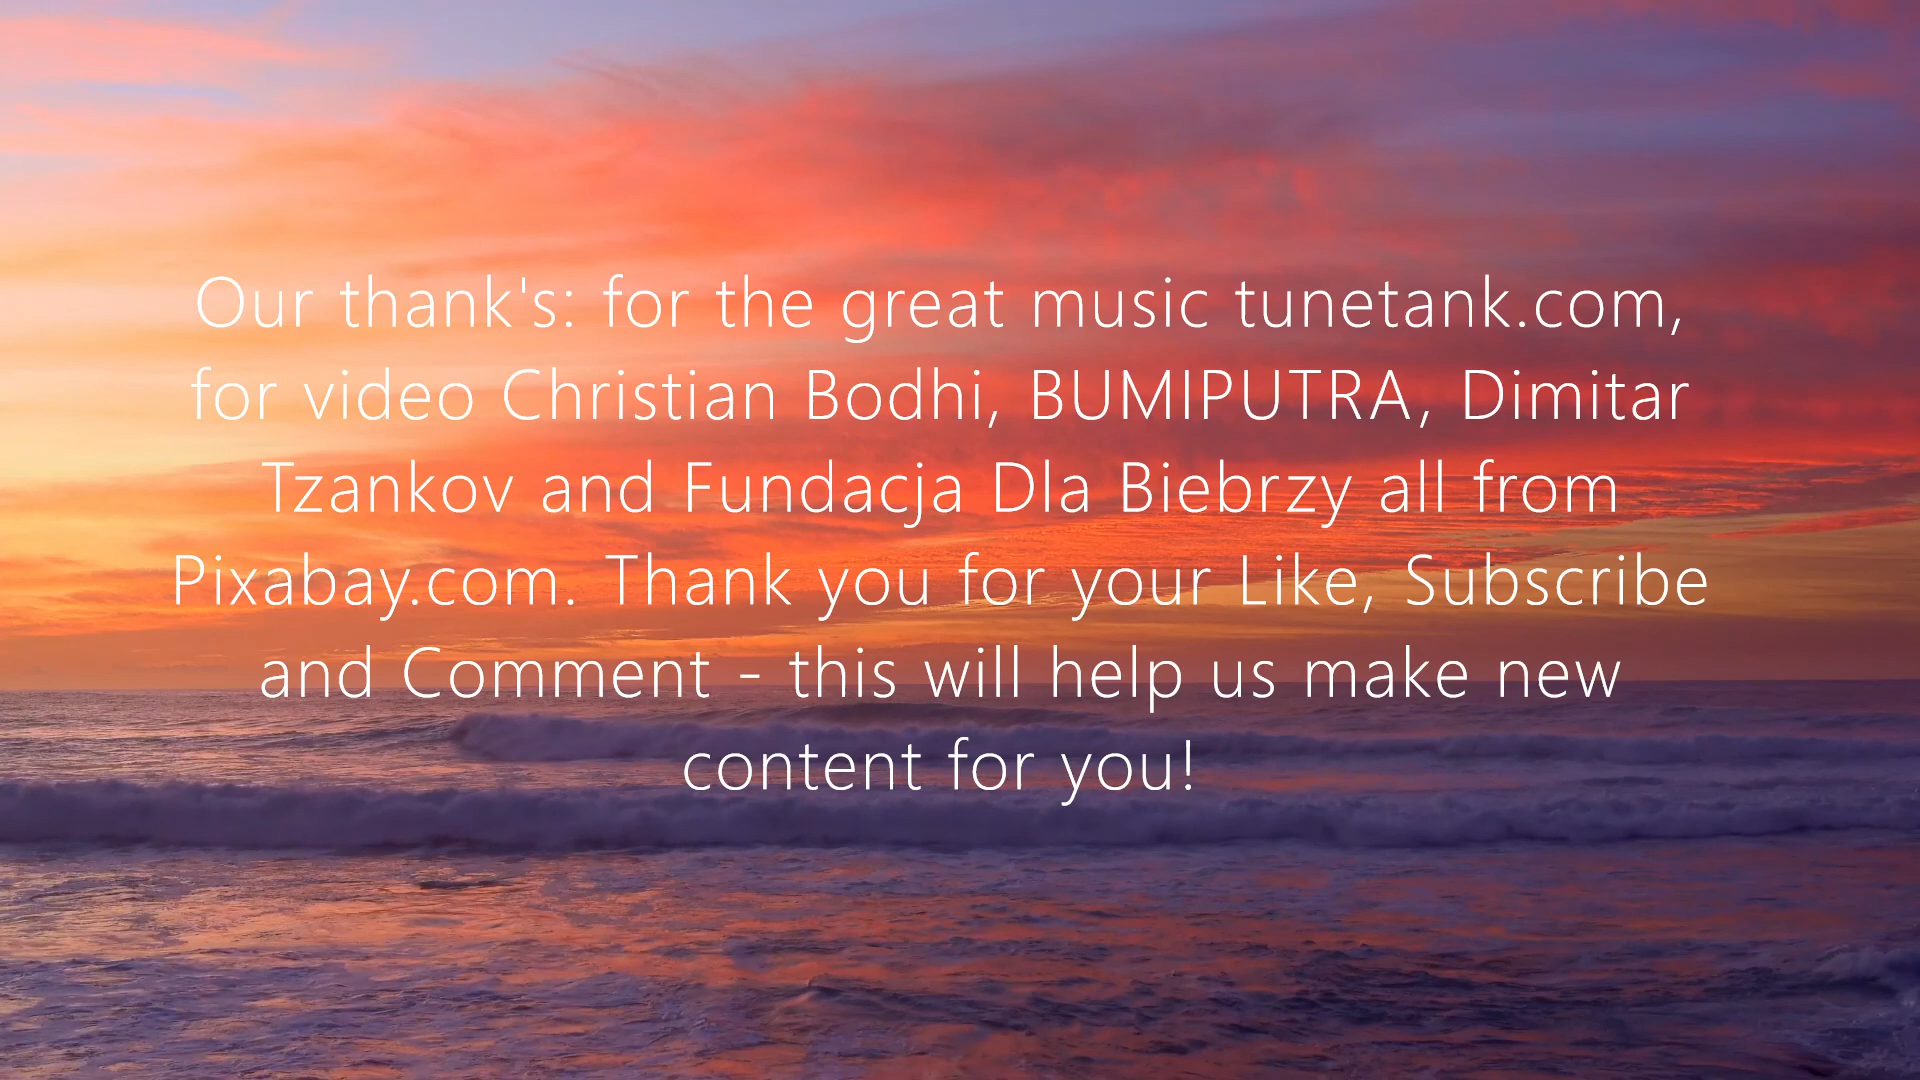 Our thank's: for the great music tunetank.com,
for video Christian Bodhi, BUMIPUTRA, Dimitar
Tzankov and Fundacja Dla Biebrzy all from
Pixabay.com. Thank you for your Like, Subscribe
and Comment - this will help us make new
content for you!